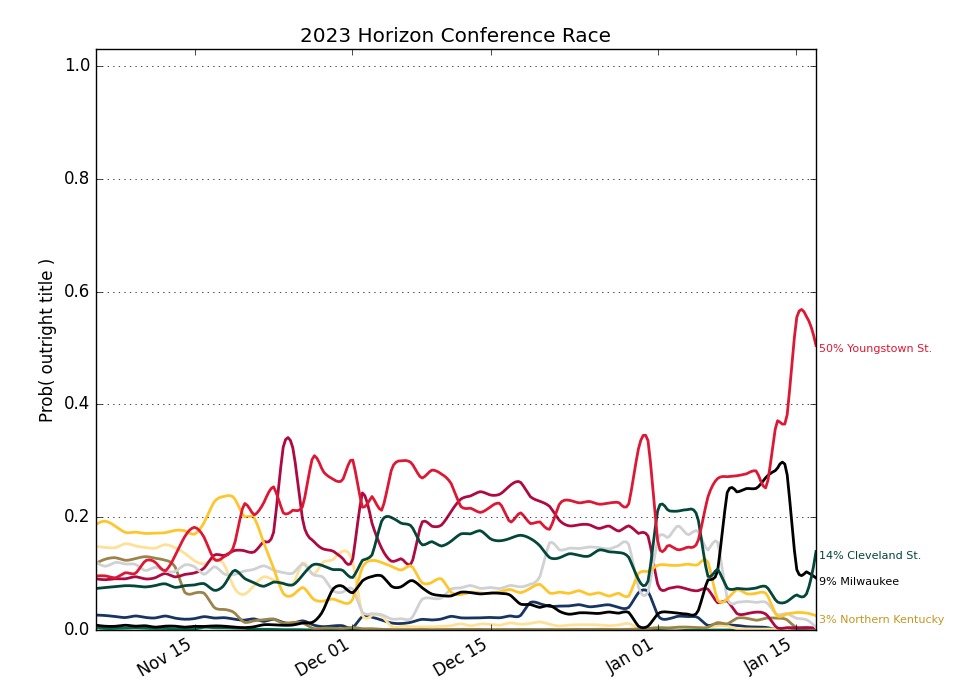 2023 Horizon Conference Race
Prob( outright title )
1.0
0.8
0.6
0.4
0.2
0.0
Nov 15
Dec 01
Dec 15
Jan 01
Jan 15
50% Youngstown St.
14% Cleveland St.
9% Milwaukee
3% Northern Kentucky